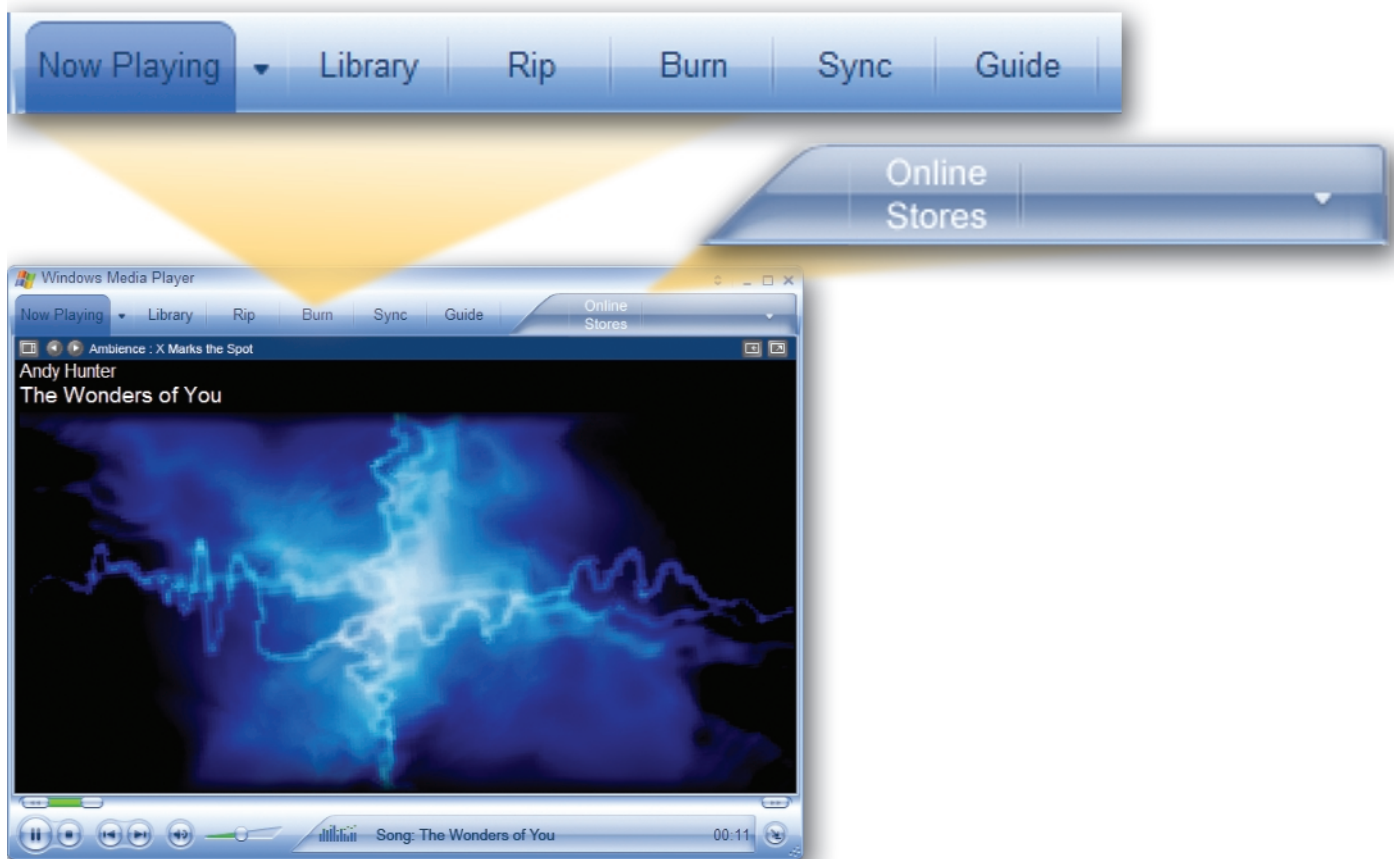 Now Playing Library Rip Burn Sync Guide
Online
Stores
Windows Media Player
Now Playing Library Rip Burn Sync Guide
Online
Stores
Ambience : X Marks the Spot
Andy Hunter
The Wonders of You
Song: The Wonders of You 00:11